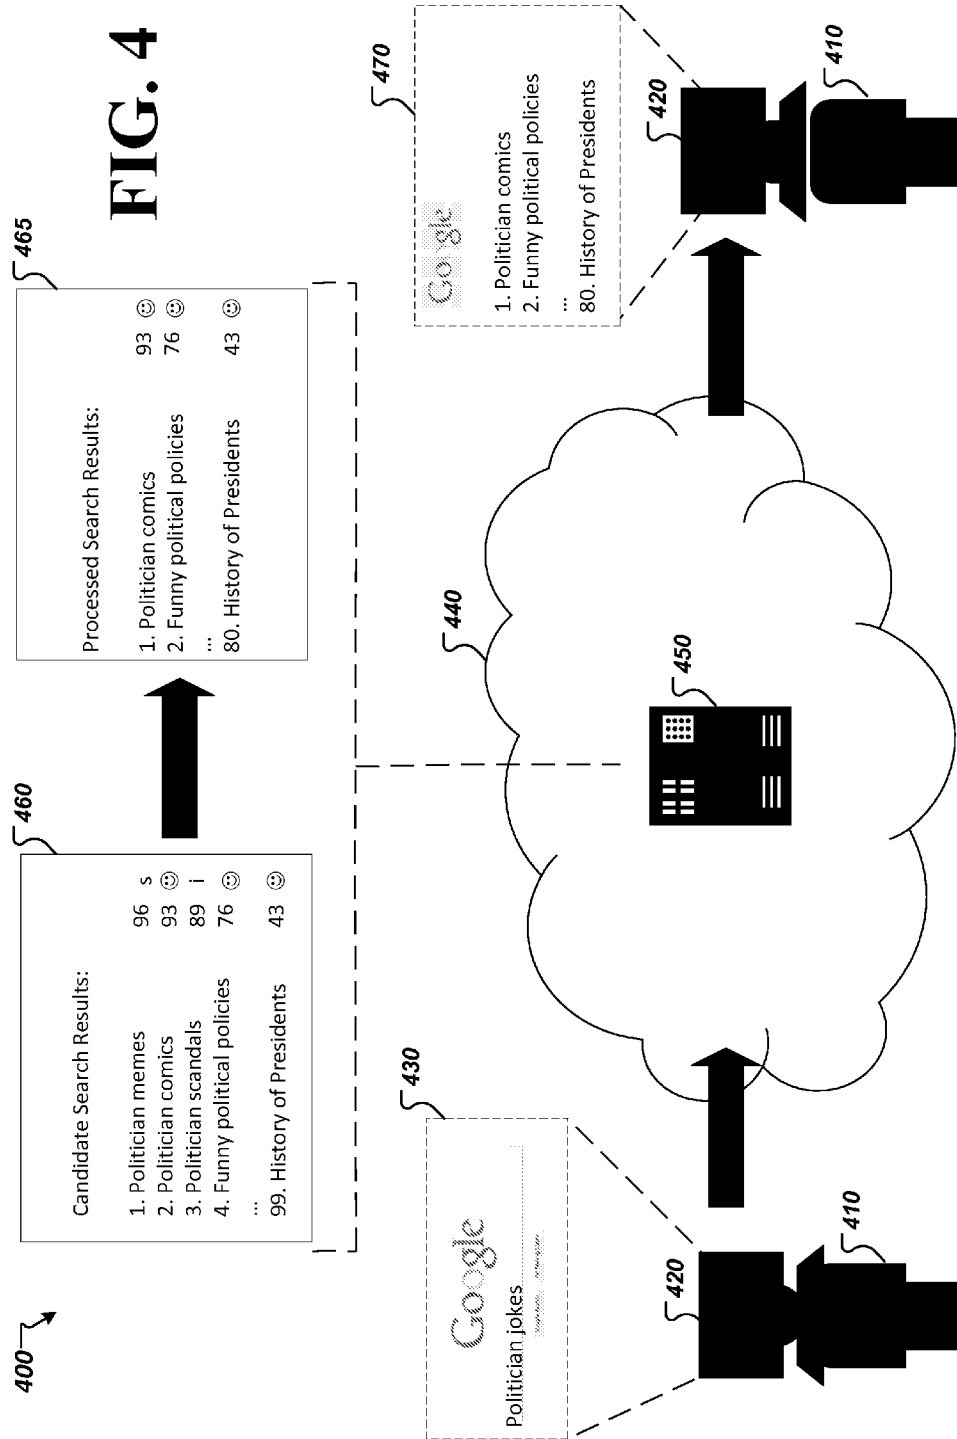 FIG. 4
400
460
Candidate Search Results:
1. Politician memes 96 s
2. Politician comics 93 ☺
3. Politician scandals 89 i
4. Funny political policies 76 ☺
...
99. History of Presidents 43 ☺
465
Processed Search Results:
1. Politician comics 93 ☺
2. Funny political policies 76 ☺
...
80. History of Presidents 43 ☺
430
Google
Politician jokes
420
410
440
450
470
Google
1. Politician comics
2. Funny political policies
...
80. History of Presidents
420
410